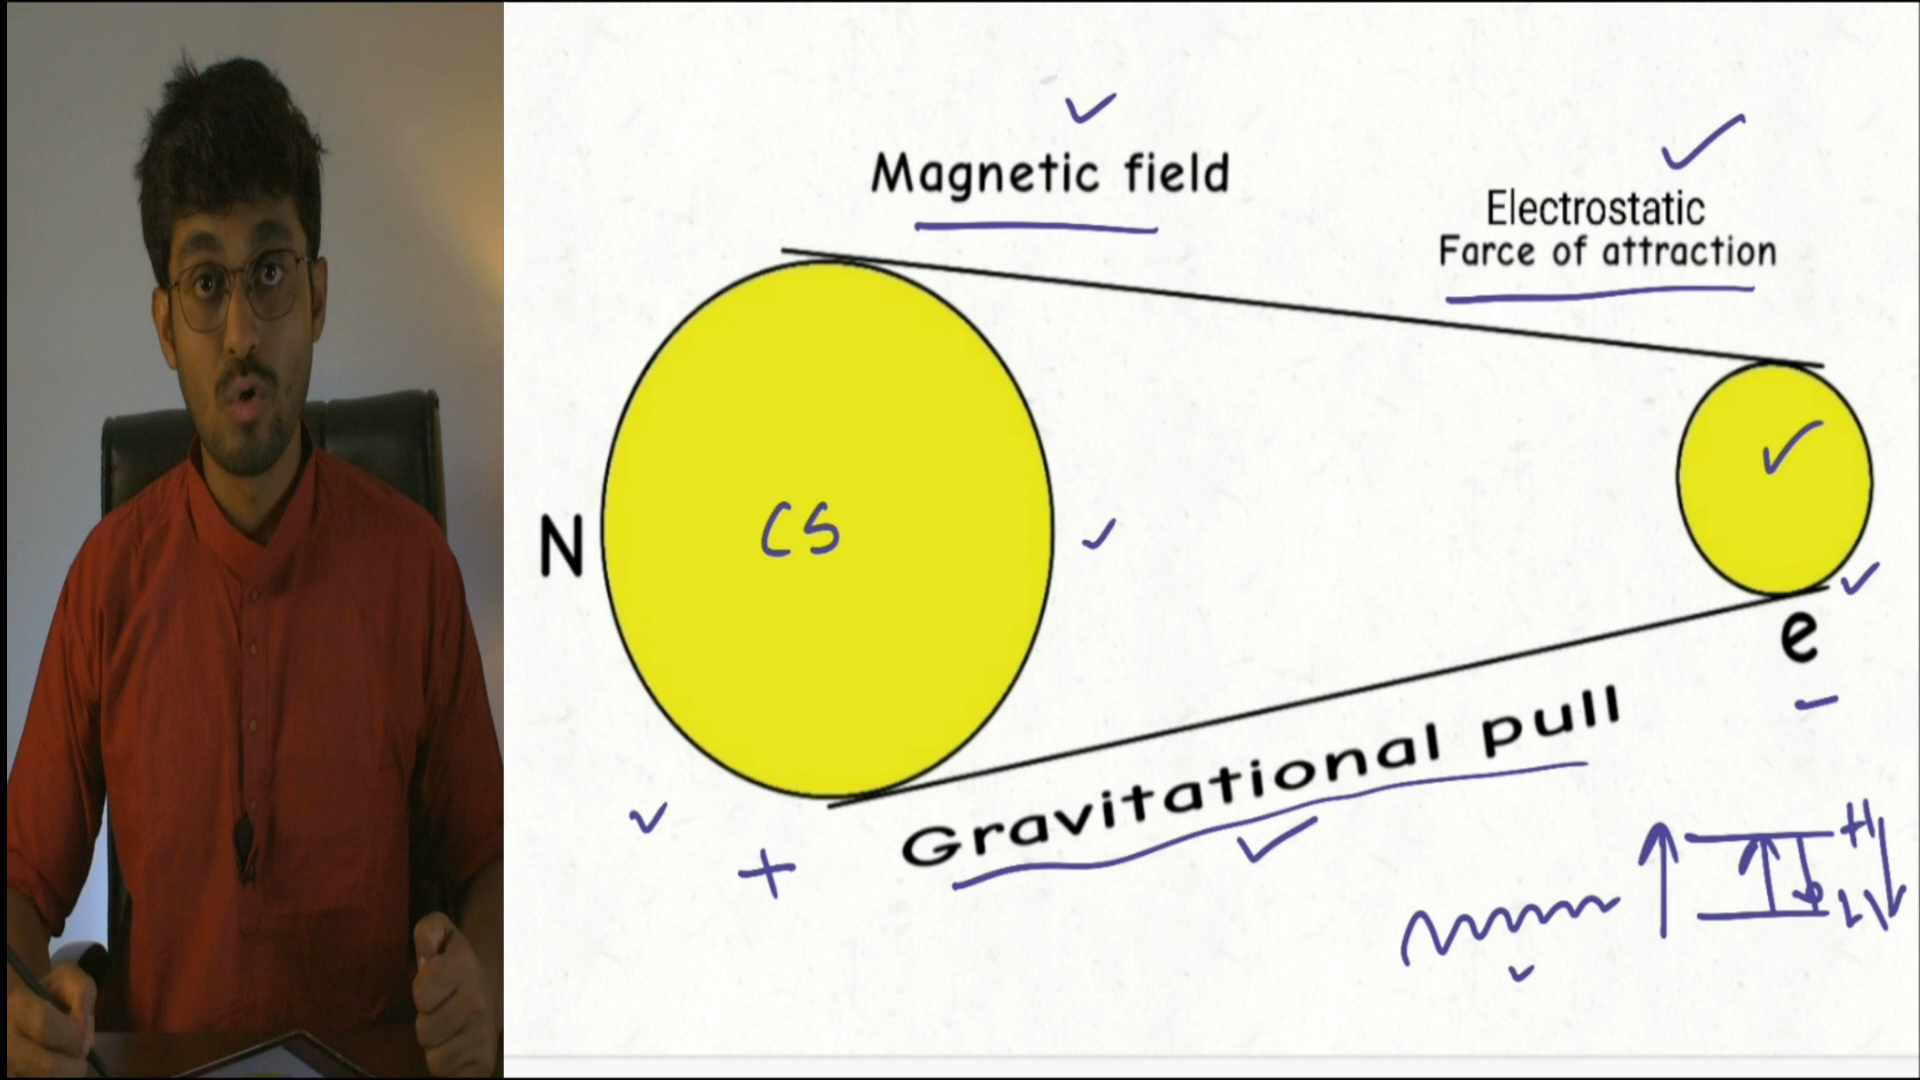 Magnetic field
Electrostatic
Farce of attraction
N
CS
e
−
Gravitational pull
+
H